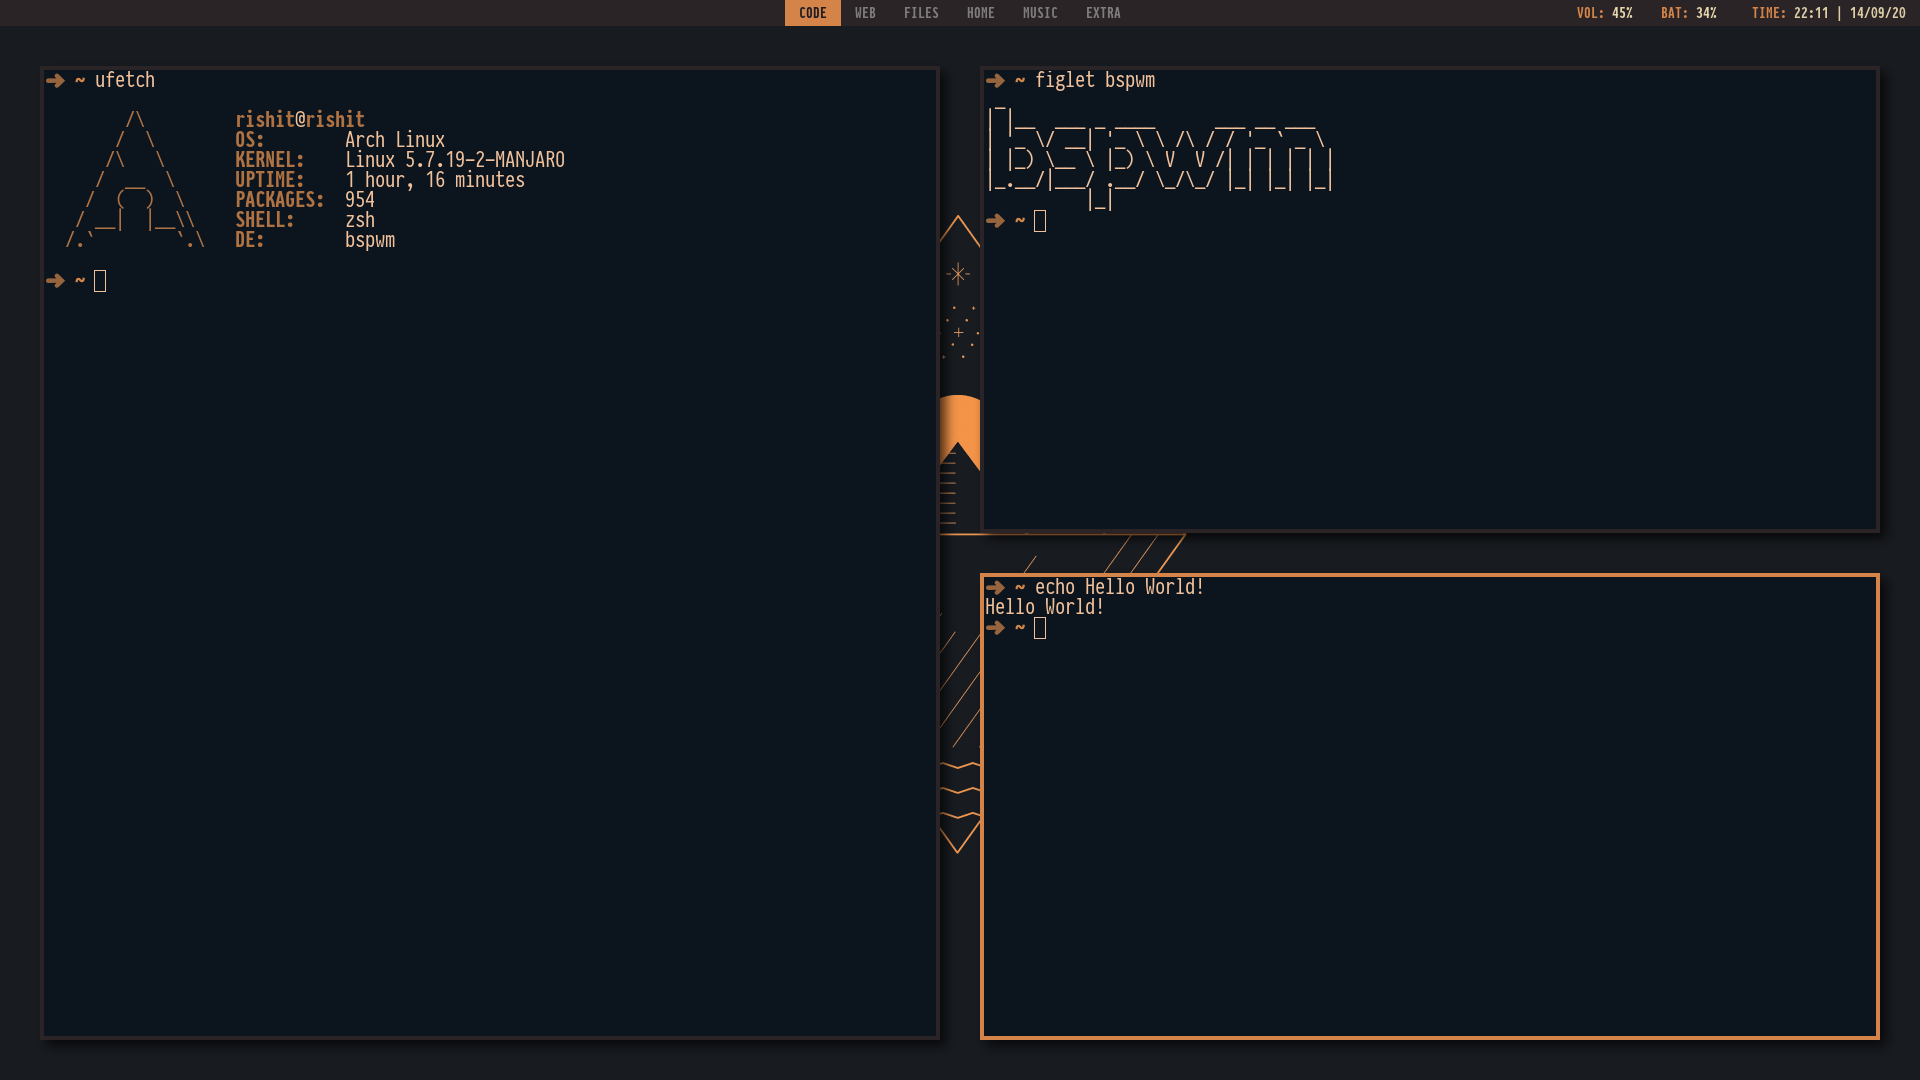 CODE WEB FILES HOME MUSIC EXTRA VOL: 45% BAT: 34% TIME: 22:11 | 14/09/20
➜ ~ ufetch
rishit@rishit
OS: Arch Linux
KERNEL: Linux 5.7.19-2-MANJARO
UPTIME: 1 hour, 16 minutes
PACKAGES: 954
SHELL: zsh
DE: bspwm
➜ ~
➜ ~ figlet bspwm
bspwm
➜ ~
➜ ~ echo Hello World!
Hello World!
➜ ~